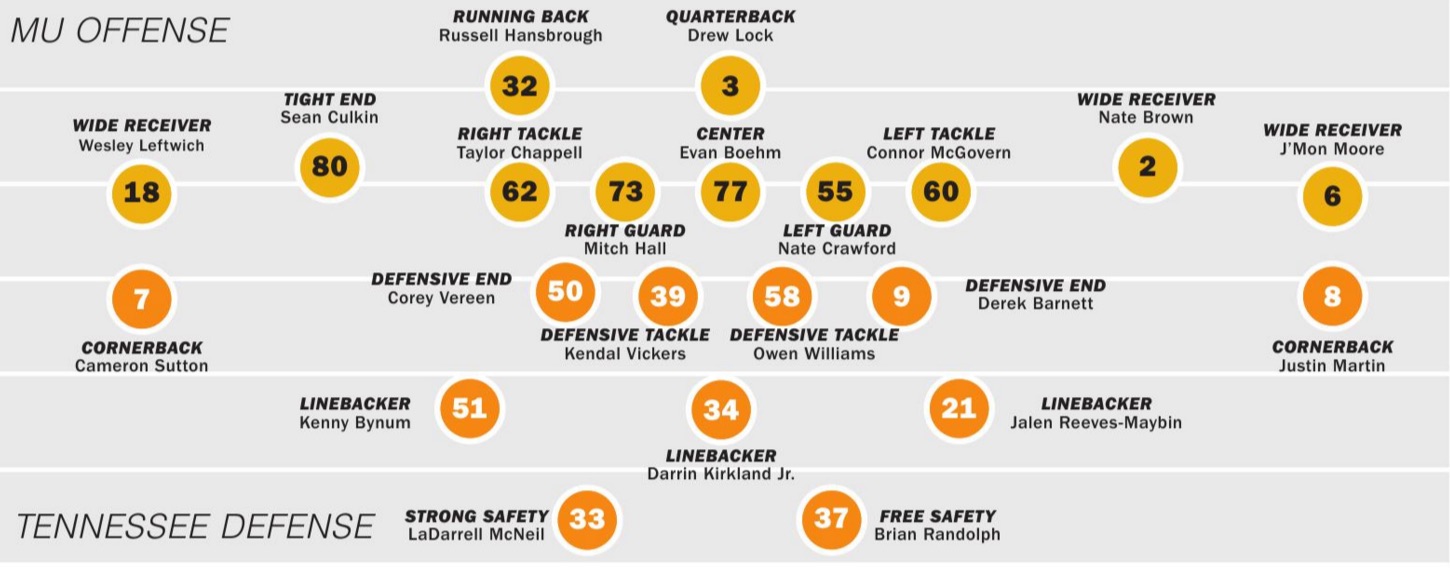 MU OFFENSE
RUNNING BACK
Russell Hansbrough
32
QUARTERBACK
Drew Lock
3
WIDE RECEIVER
Wesley Leftwich
18
TIGHT END
Sean Culkin
80
RIGHT TACKLE
Taylor Chappell
62
73
RIGHT GUARD
Mitch Hall
CENTER
Evan Boehm
77
55
LEFT GUARD
Nate Crawford
LEFT TACKLE
Connor McGovern
60
WIDE RECEIVER
Nate Brown
2
WIDE RECEIVER
J'Mon Moore
6
7
CORNERBACK
Cameron Sutton
DEFENSIVE END
Corey Vereen
50
39
DEFENSIVE TACKLE
Kendal Vickers
58
DEFENSIVE TACKLE
Owen Williams
9
DEFENSIVE END
Derek Barnett
8
CORNERBACK
Justin Martin
LINEBACKER
Kenny Bynum
51
34
LINEBACKER
Darrin Kirkland Jr.
21
LINEBACKER
Jalen Reeves-Maybin
TENNESSEE DEFENSE
STRONG SAFETY
LaDarrell McNeil
33
37
FREE SAFETY
Brian Randolph